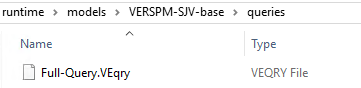 runtime > models > VERSPM-SJV-base > queries
Name Type
Full-Query.VEqry VEQRY File